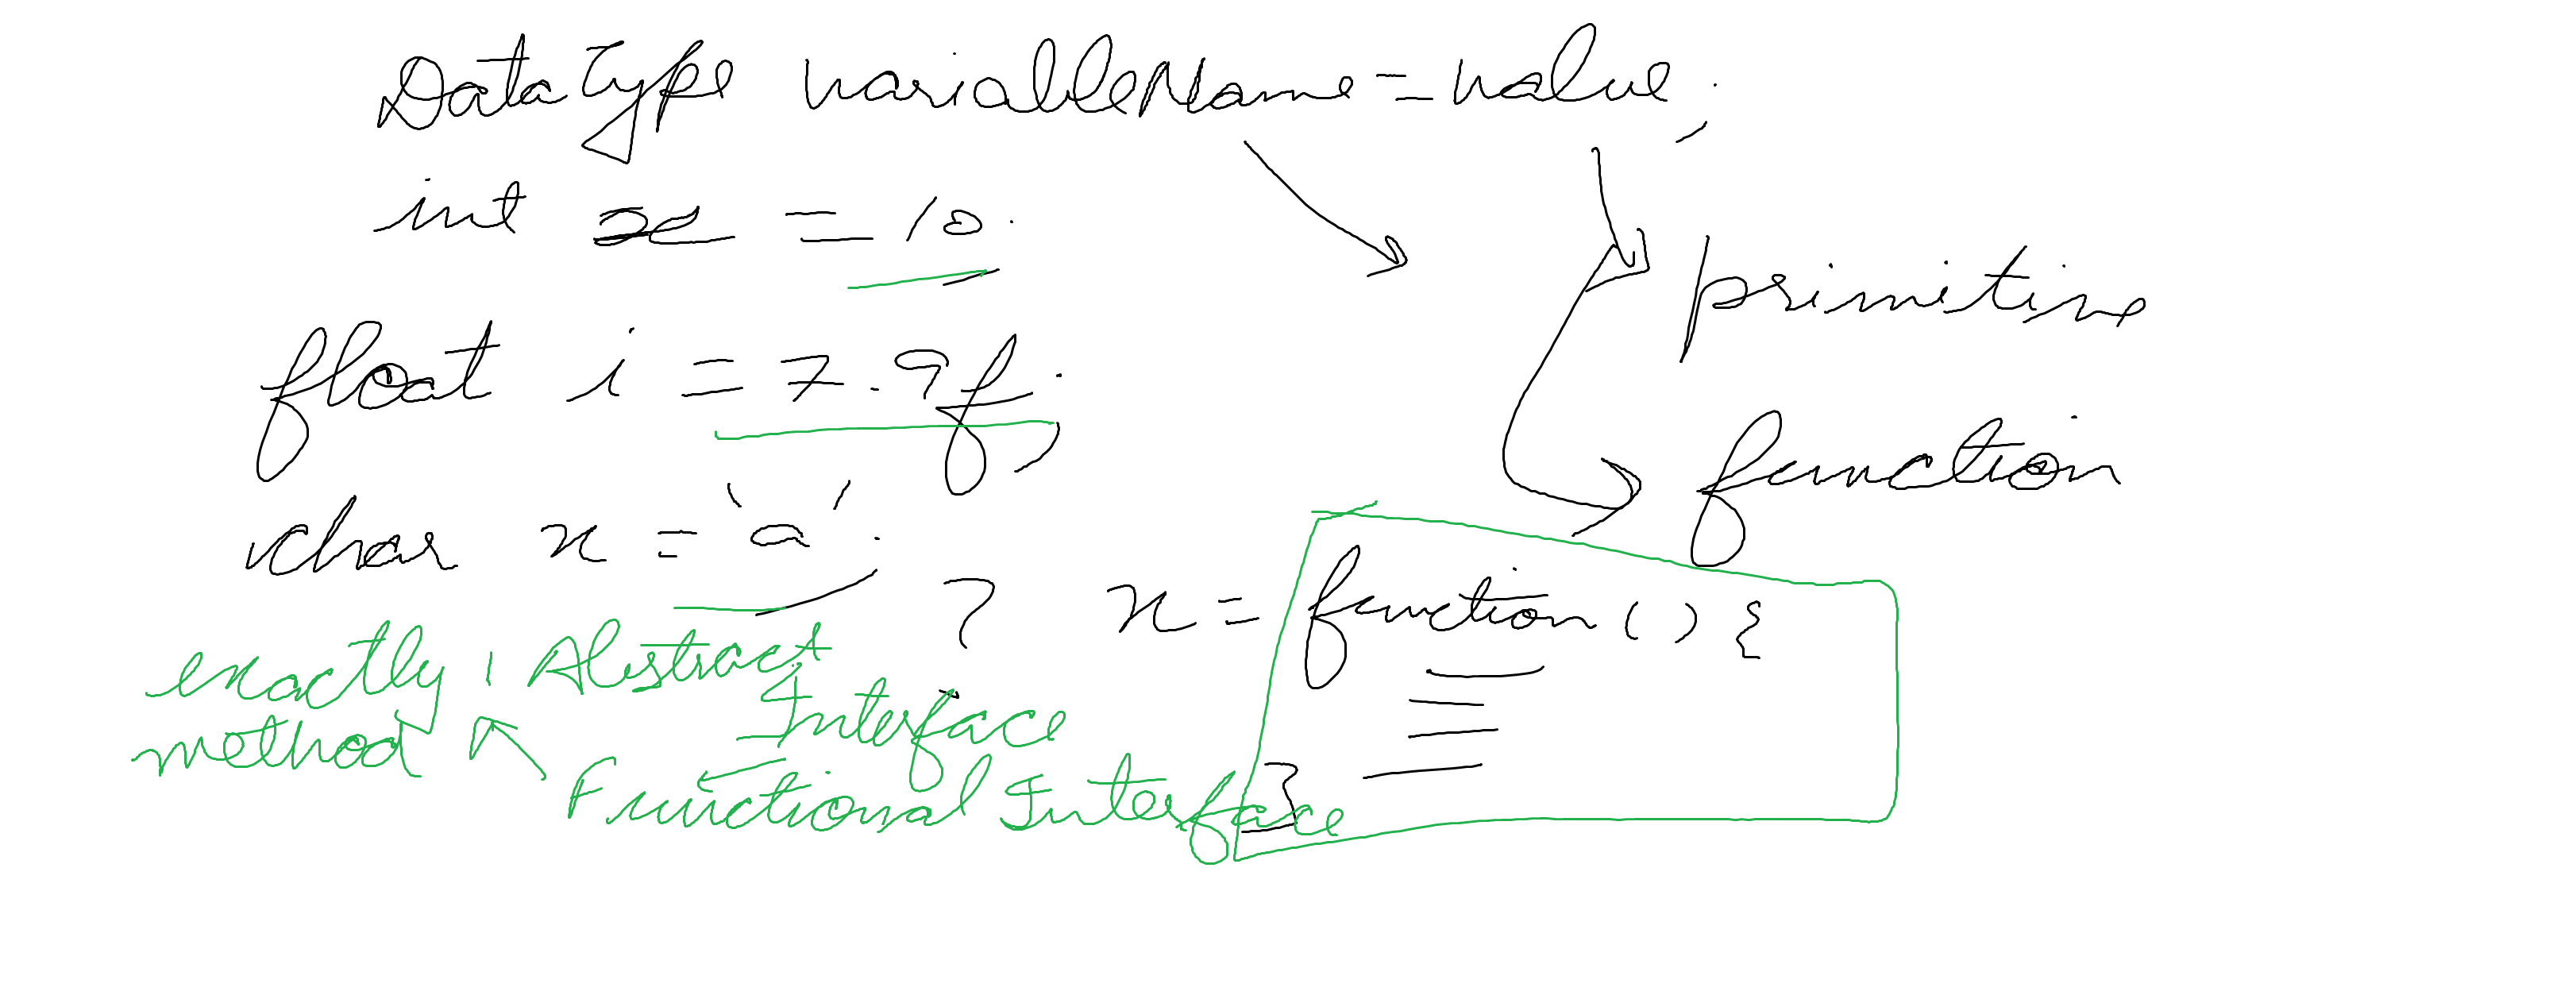 DataType variableName = value;
int x = 10;
float i = 7.9f;
char x = 'a';
primitive
function
? x = function() {
}
exactly 1 Abstract
method
Interface
Functional Interface